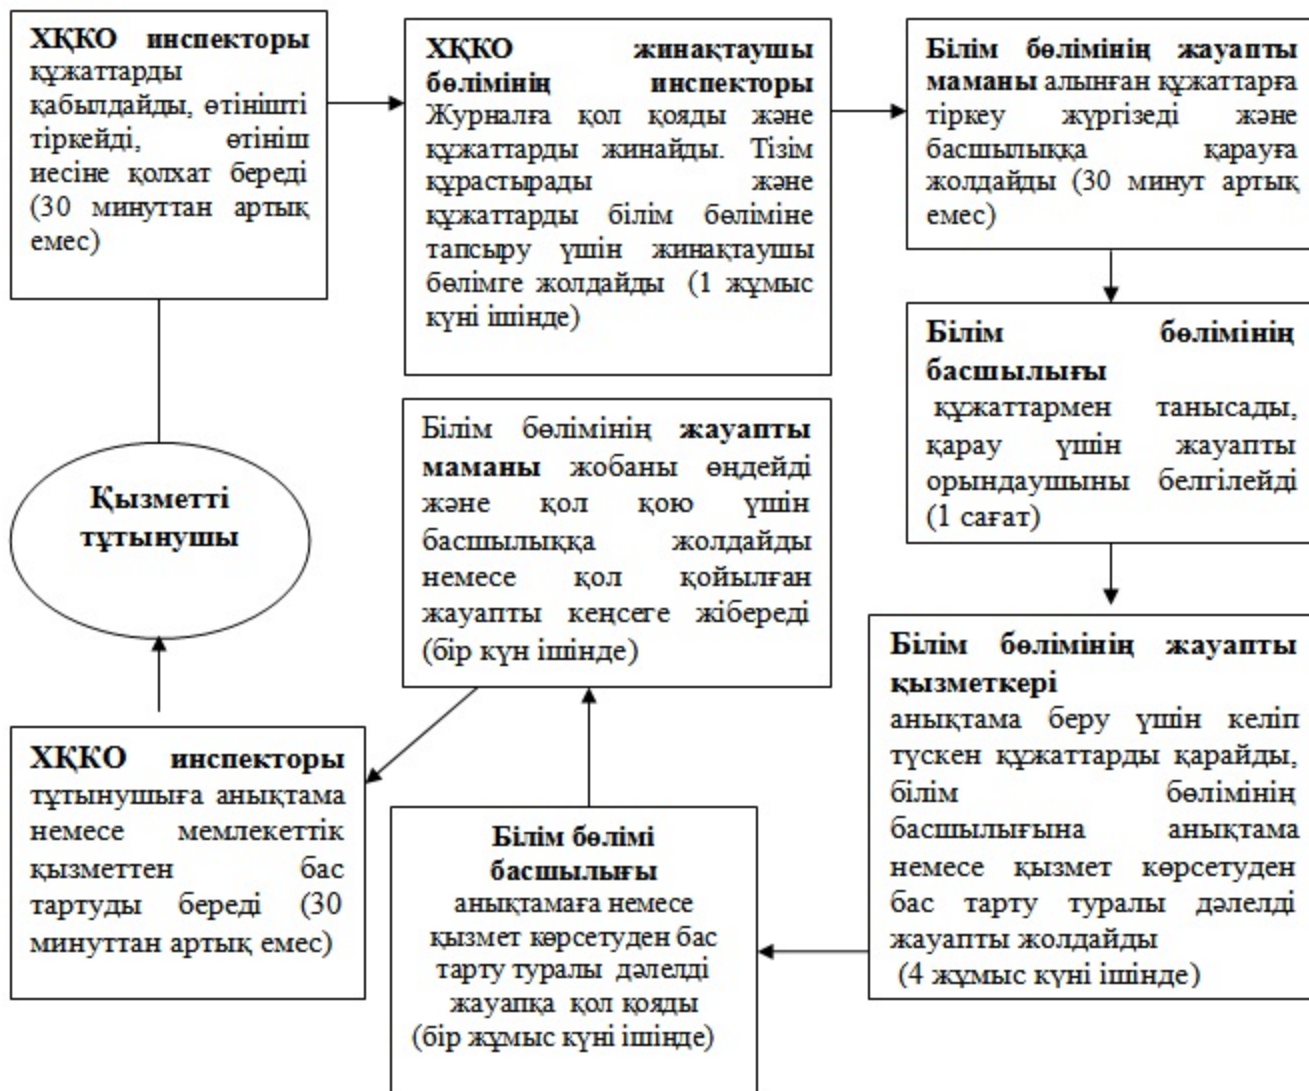 ХҚКО инспекторы
құжаттарды
қабылдайды, өтінішті
тіркейді, өтініш
иесіне қолхат береді
(30 минуттан артық
емес)
ХҚКО жинақтаушы
бөлімінің инспекторы
Журналға қол қояды және
құжаттарды жинайды. Тізім
құрастырады және
құжаттарды білім бөліміне
тапсыру үшін жинақтаушы
бөлімге жолдайды (1 жұмыс
күні ішінде)
Білім бөлімінің жауапты
маманы алынған құжаттарға
тіркеу жүргізеді және
басшылыққа қарауға
жолдайды (30 минут артық
емес)
Білім бөлімінің
басшылығы
құжаттармен танысады,
қарау үшін жауапты
орындаушыны белгілейді
(1 сағат)
Білім бөлімінің жауапты
қызметкері
анықтама беру үшін келіп
түскен құжаттарды қарайды,
білім бөлімінің
басшылығына анықтама
немесе қызмет көрсетуден
бас тарту туралы дәлелді
жауапты жолдайды
(4 жұмыс күні ішінде)
Білім бөлімі
басшылығы
анықтамаға немесе
қызмет көрсетуден бас
тарту туралы дәлелді
жауапқа қол қояды
(бір жұмыс күні ішінде)
Білім бөлімінің жауапты
маманы жобаны өңдейді
және қол қою үшін
басшылыққа жолдайды
немесе қол қойылған
жауапты кеңсеге жібереді
(бір күн ішінде)
ХҚКО инспекторы
тұтынушыға анықтама
немесе мемлекеттік
қызметтен бас
тартуды береді (30
минуттан артық емес)
Қызметті
тұтынушы